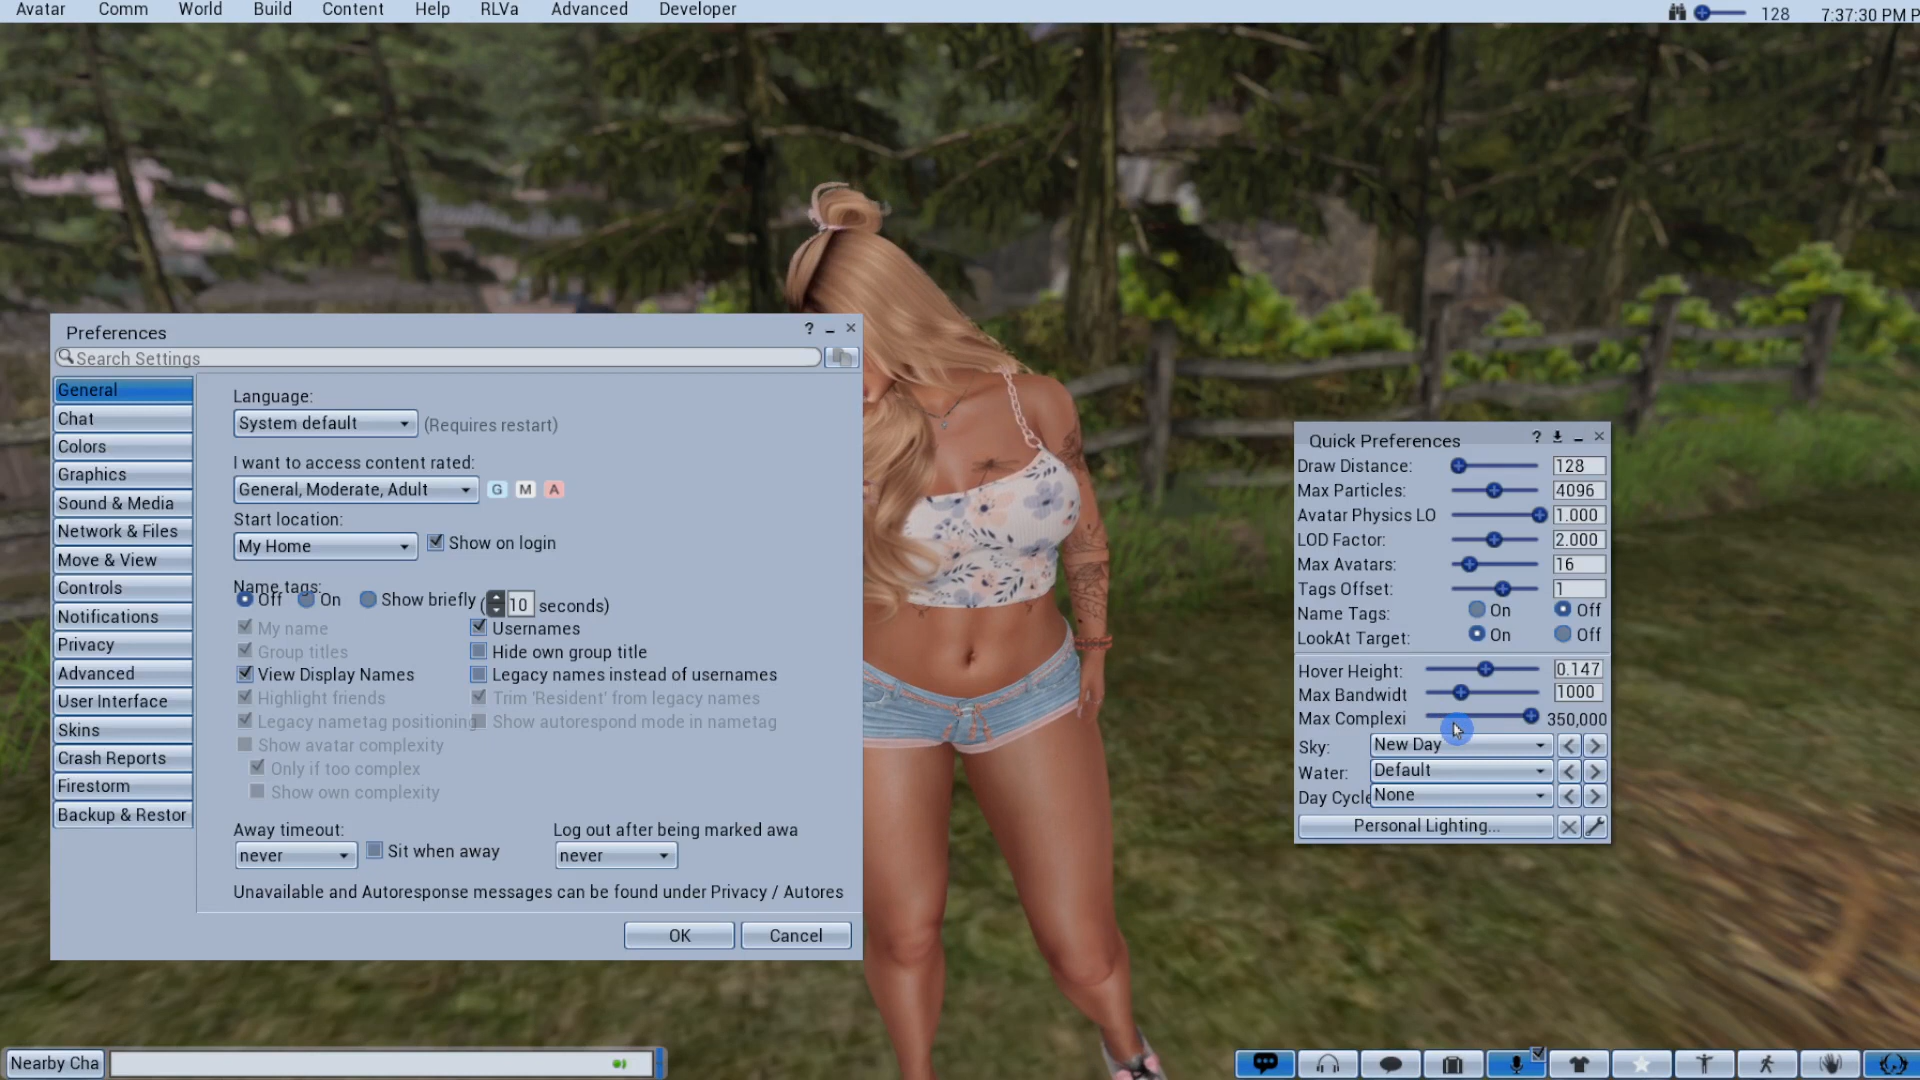 Avatar Comm World Build Content Help RLVa Advanced Developer
128 7:37:30 PM P
Preferences ?
Search Settings
General
Chat
Colors
Graphics
Sound & Media
Network & Files
Move & View
Controls
Notifications
Privacy
Advanced
User Interface
Skins
Crash Reports
Firestorm
Backup & Restor
Language:
System default (Requires restart)
I want to access content rated:
General, Moderate, Adult G M A
Start location:
My Home Show on login
Name tags:
Off On Show briefly ( 10 seconds)
My name Usernames
Group titles Hide own group title
View Display Names Legacy names instead of usernames
Highlight friends Trim 'Resident' from legacy names
Legacy nametag positioning Show autorespond mode in nametag
Show avatar complexity
Only if too complex
Show own complexity
Away timeout: Log out after being marked awa
never Sit when away never
Unavailable and Autoresponse messages can be found under Privacy / Autores
OK Cancel
Quick Preferences ?
Draw Distance: 128
Max Particles: 4096
Avatar Physics LO 1.000
LOD Factor: 2.000
Max Avatars: 16
Tags Offset: 1
Name Tags: On Off
LookAt Target: On Off
Hover Height: 0.147
Max Bandwidt 1000
Max Complexi 350,000
Sky: New Day < >
Water: Default < >
Day Cycle None < >
Personal Lighting...
Nearby Cha